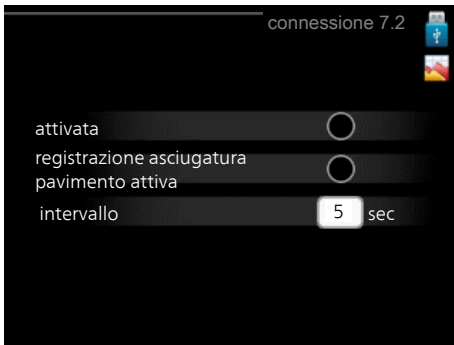 connessione 7.2
attivata
registrazione asciugatura
pavimento attiva
intervallo 5 sec